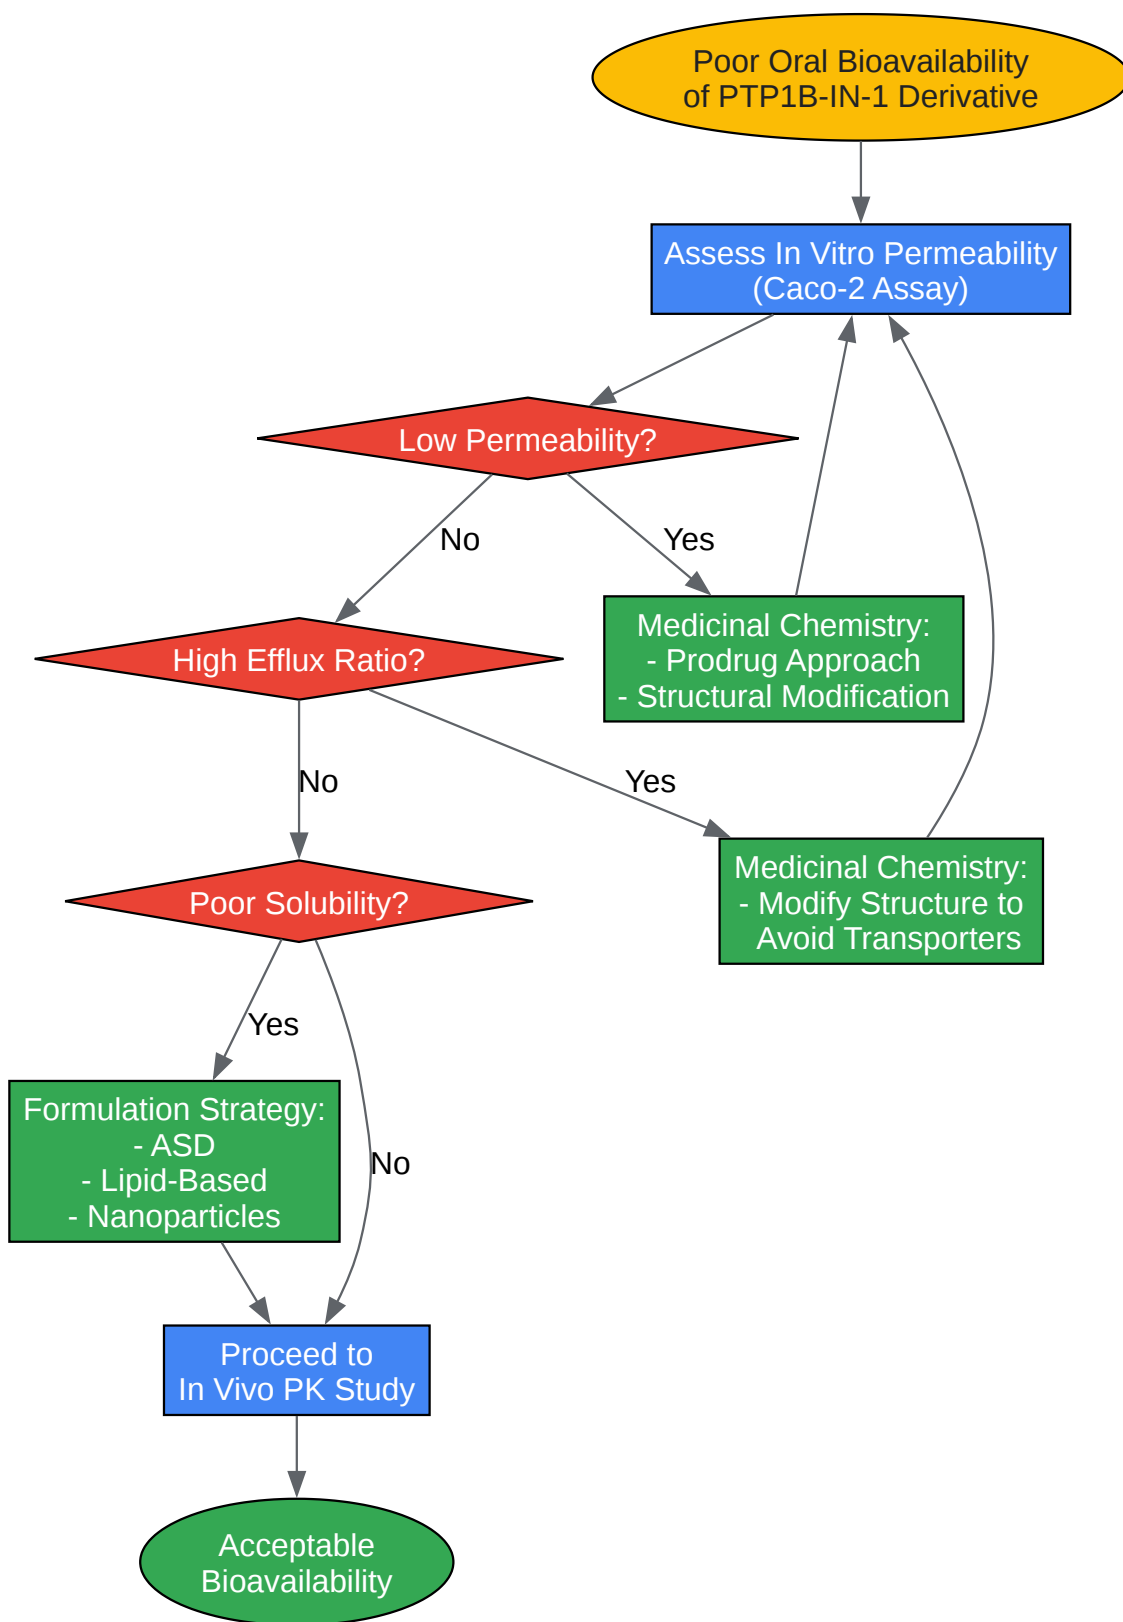 Poor Oral Bioavailability
of PTP1B-IN-1 Derivative
Assess In Vitro Permeability
(Caco-2 Assay)
Low Permeability?
No
Yes
Medicinal Chemistry:
- Prodrug Approach
- Structural Modification
High Efflux Ratio?
No
Yes
Medicinal Chemistry:
- Modify Structure to
Avoid Transporters
Poor Solubility?
Yes
No
Formulation Strategy:
- ASD
- Lipid-Based
- Nanoparticles
Proceed to
In Vivo PK Study
Acceptable
Bioavailability